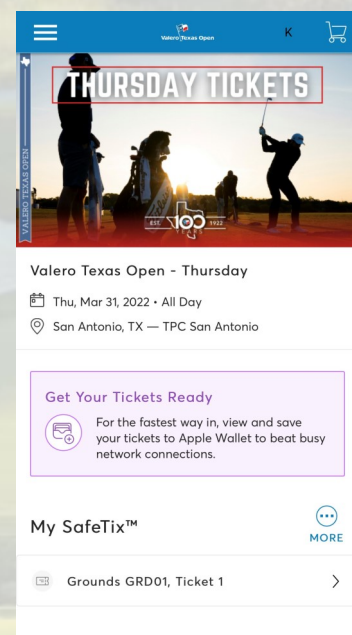 Valero Texas Open
K
THURSDAY TICKETS
VALERO TEXAS OPEN
EST. 100 1922
Valero Texas Open - Thursday
Thu, Mar 31, 2022 • All Day
San Antonio, TX — TPC San Antonio
Get Your Tickets Ready
For the fastest way in, view and save
your tickets to Apple Wallet to beat busy
network connections.
My SafeTix™
MORE
Grounds GRD01, Ticket 1